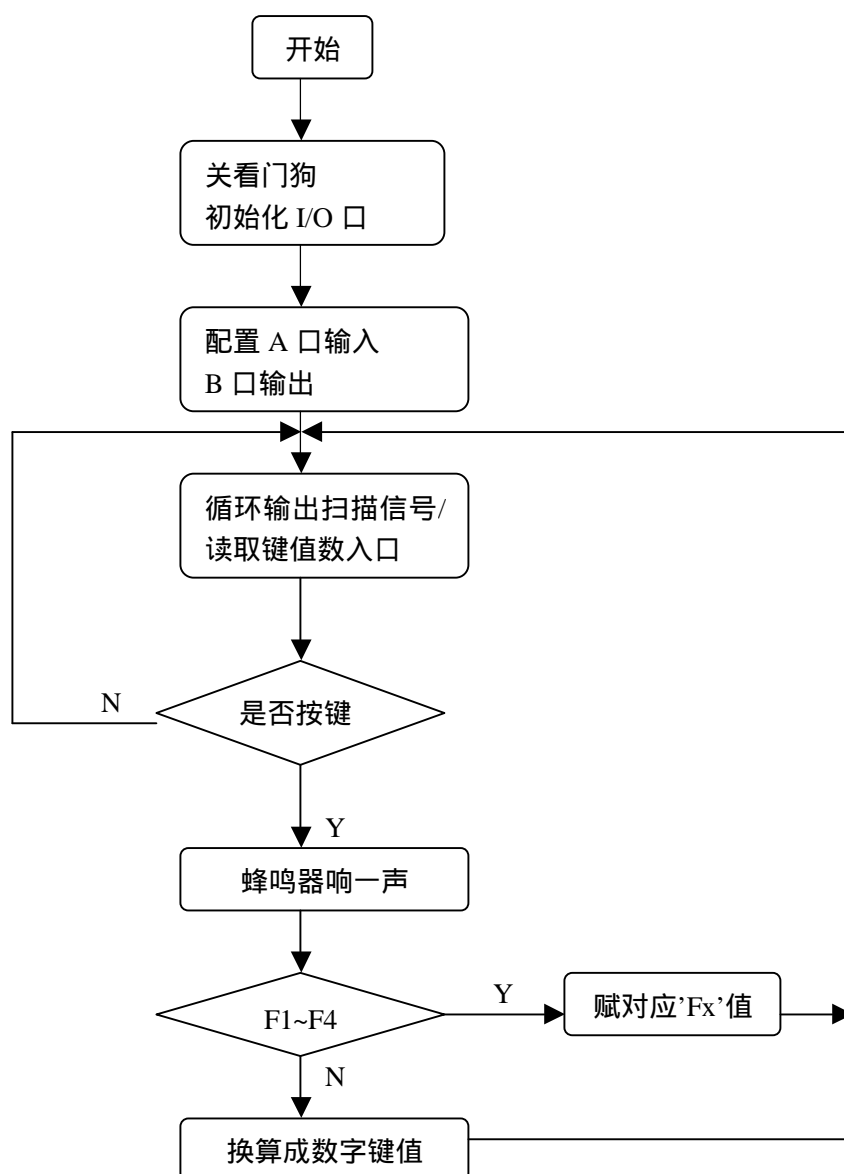 开始
关看门狗
初始化 I/O 口
配置 A 口输入
B 口输出
循环输出扫描信号/
读取键值数入口
N
是否按键
Y
蜂鸣器响一声
F1~F4
Y
赋对应’Fx’值
N
换算成数字键值